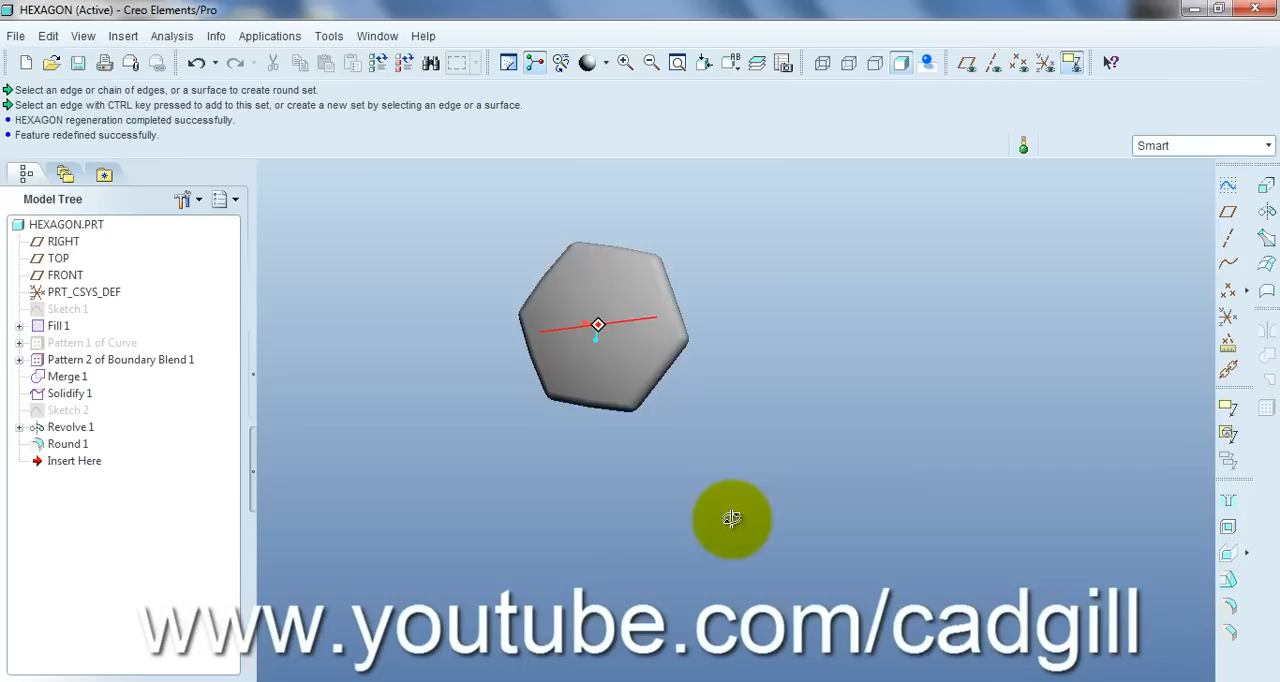 HEXAGON (Active) - Creo Elements/Pro
File Edit View Insert Analysis Info Applications Tools Window Help
Select an edge or chain of edges, or a surface to create round set.
Select an edge with CTRL key pressed to add to this set, or create a new set by selecting an edge or a surface.
HEXAGON regeneration completed successfully.
Feature redefined successfully.
Smart
Model Tree
HEXAGON.PRT
RIGHT
TOP
FRONT
PRT_CSYS_DEF
Sketch 1
Fill 1
Pattern 1 of Curve
Pattern 2 of Boundary Blend 1
Merge 1
Solidify 1
Sketch 2
Revolve 1
Round 1
Insert Here
www.youtube.com/cadgill